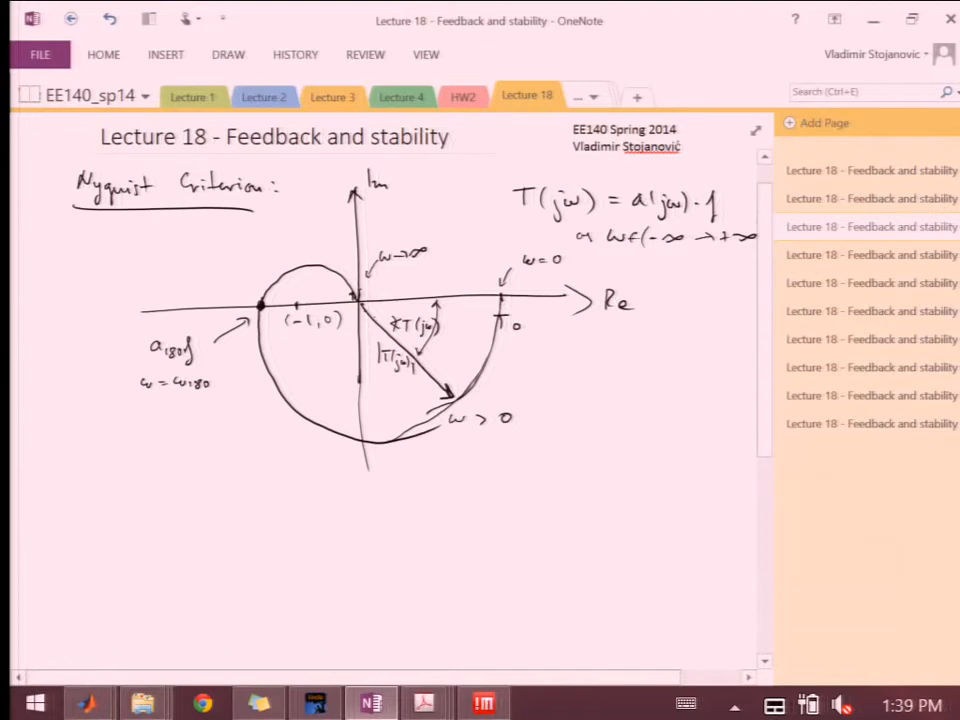 Lecture 18 - Feedback and stability - OneNote
?
FILE HOME INSERT DRAW HISTORY REVIEW VIEW
Vladimir Stojanovic
EE140_sp14 Lecture 1 Lecture 2 Lecture 3 Lecture 4 HW2 Lecture 18
Search (Ctrl+E)
Lecture 18 - Feedback and stability
EE140 Spring 2014
Vladimir Stojanović
Add Page
Lecture 18 - Feedback and stability
Lecture 18 - Feedback and stability
Lecture 18 - Feedback and stability
Lecture 18 - Feedback and stability
Lecture 18 - Feedback and stability
Lecture 18 - Feedback and stability
Lecture 18 - Feedback and stability
Lecture 18 - Feedback and stability
Lecture 18 - Feedback and stability
Lecture 18 - Feedback and stability
Nyquist Criterion:
Im
T(jω) = a(jω)·f
ω→∞
ω=0
Re
(-1,0)
∡T(jω)
T0
|T(jω)|
a180f
ω=ω180
ω > 0
1:39 PM